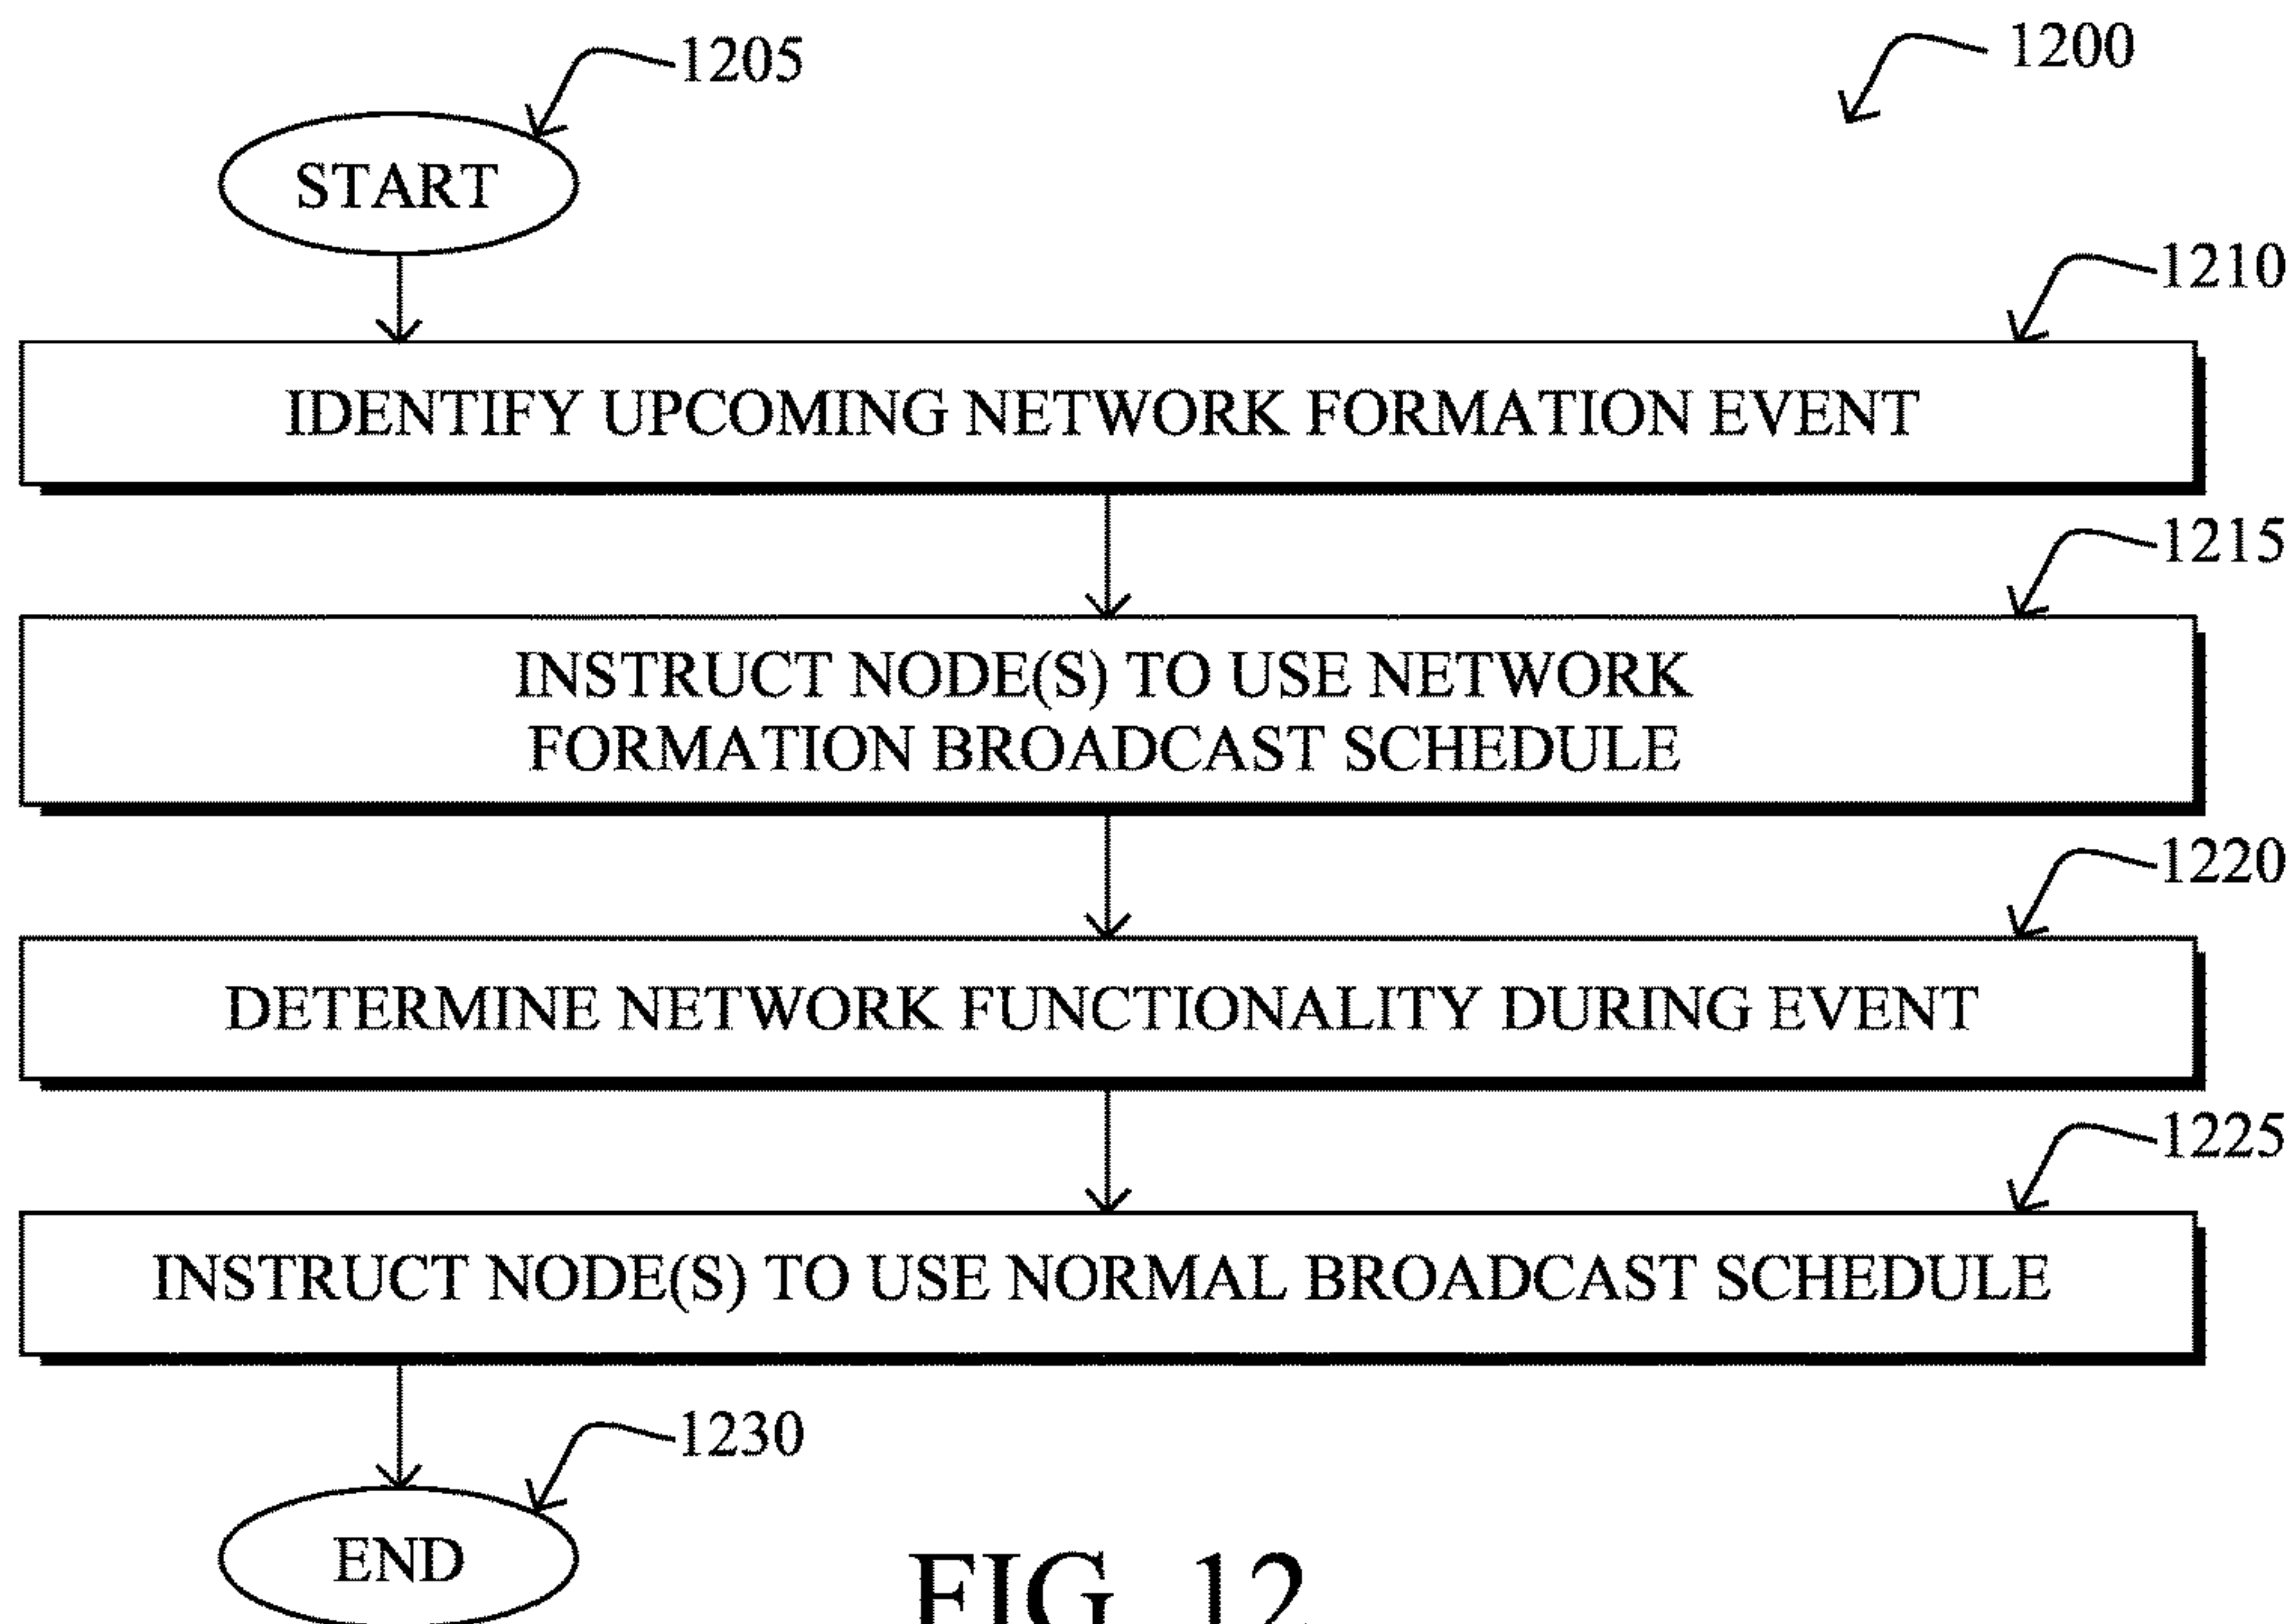 1205
1200
START
1210
IDENTIFY UPCOMING NETWORK FORMATION EVENT
1215
INSTRUCT NODE(S) TO USE NETWORK
FORMATION BROADCAST SCHEDULE
1220
DETERMINE NETWORK FUNCTIONALITY DURING EVENT
1225
INSTRUCT NODE(S) TO USE NORMAL BROADCAST SCHEDULE
1230
END
FIG. 12